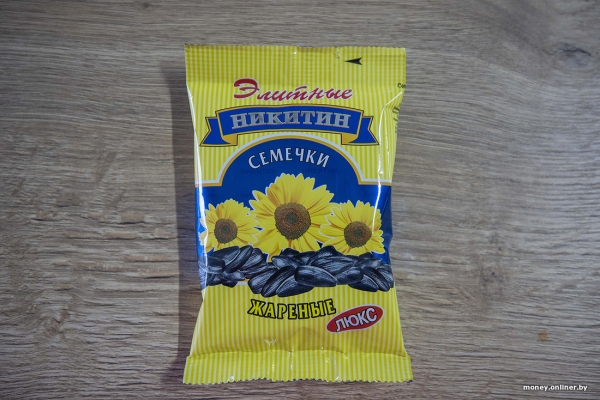 Элитные
НИКИТИН
СЕМЕЧКИ
ЖАРЕНЫЕ
ЛЮКС
money.onliner.by